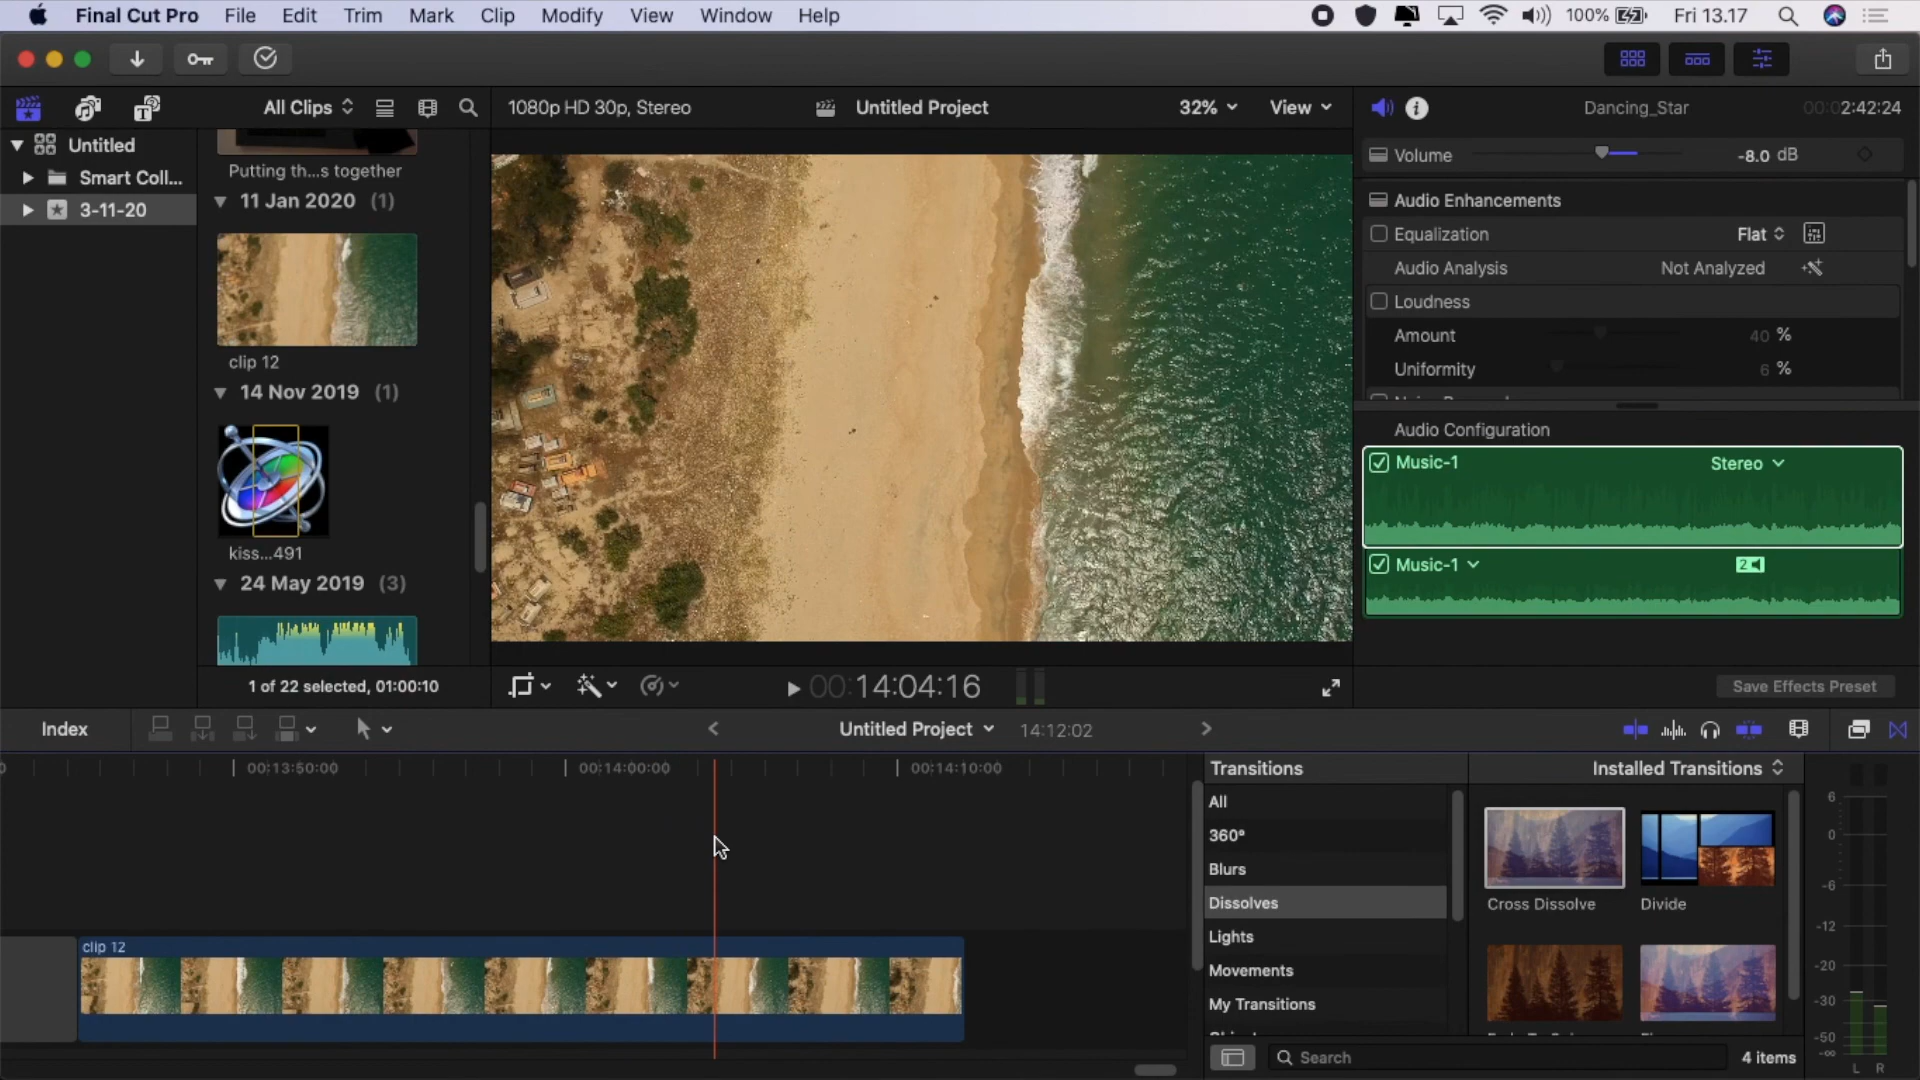 Final Cut Pro File Edit Trim Mark Clip Modify View Window Help 100% Fri 13.17
All Clips 1080p HD 30p, Stereo Untitled Project 32% View Dancing_Star 00:02:42:24
Untitled
Smart Coll...
3-11-20
Putting th...s together
11 Jan 2020 (1)
clip 12
14 Nov 2019 (1)
kiss...491
24 May 2019 (3)
1 of 22 selected, 01:00:10
00:14:04:16
Volume -8.0 dB
Audio Enhancements
Equalization Flat
Audio Analysis Not Analyzed
Loudness
Amount 40 %
Uniformity 6 %
Audio Configuration
Music-1 Stereo
Music-1 2
Save Effects Preset
Index Untitled Project 14:12:02
00:13:50:00 00:14:00:00 00:14:10:00
clip 12
Transitions Installed Transitions
All
360°
Blurs
Dissolves
Lights
Movements
My Transitions
Cross Dissolve Divide
Search 4 items
6
0
-6
-12
-20
-30
-50
-∞
L R